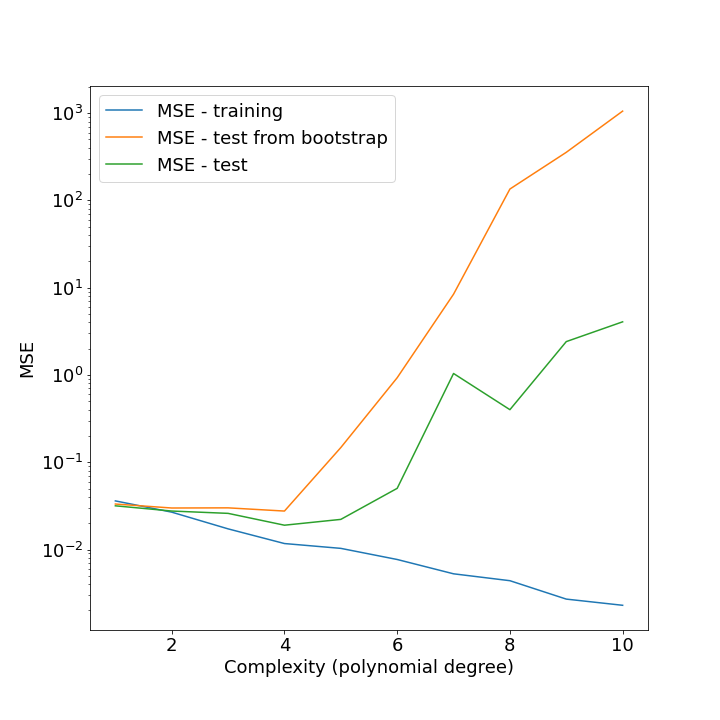 MSE - training
MSE - test from bootstrap
MSE - test
10³
10²
10¹
10⁰
10⁻¹
10⁻²
MSE
2 4 6 8 10
Complexity (polynomial degree)